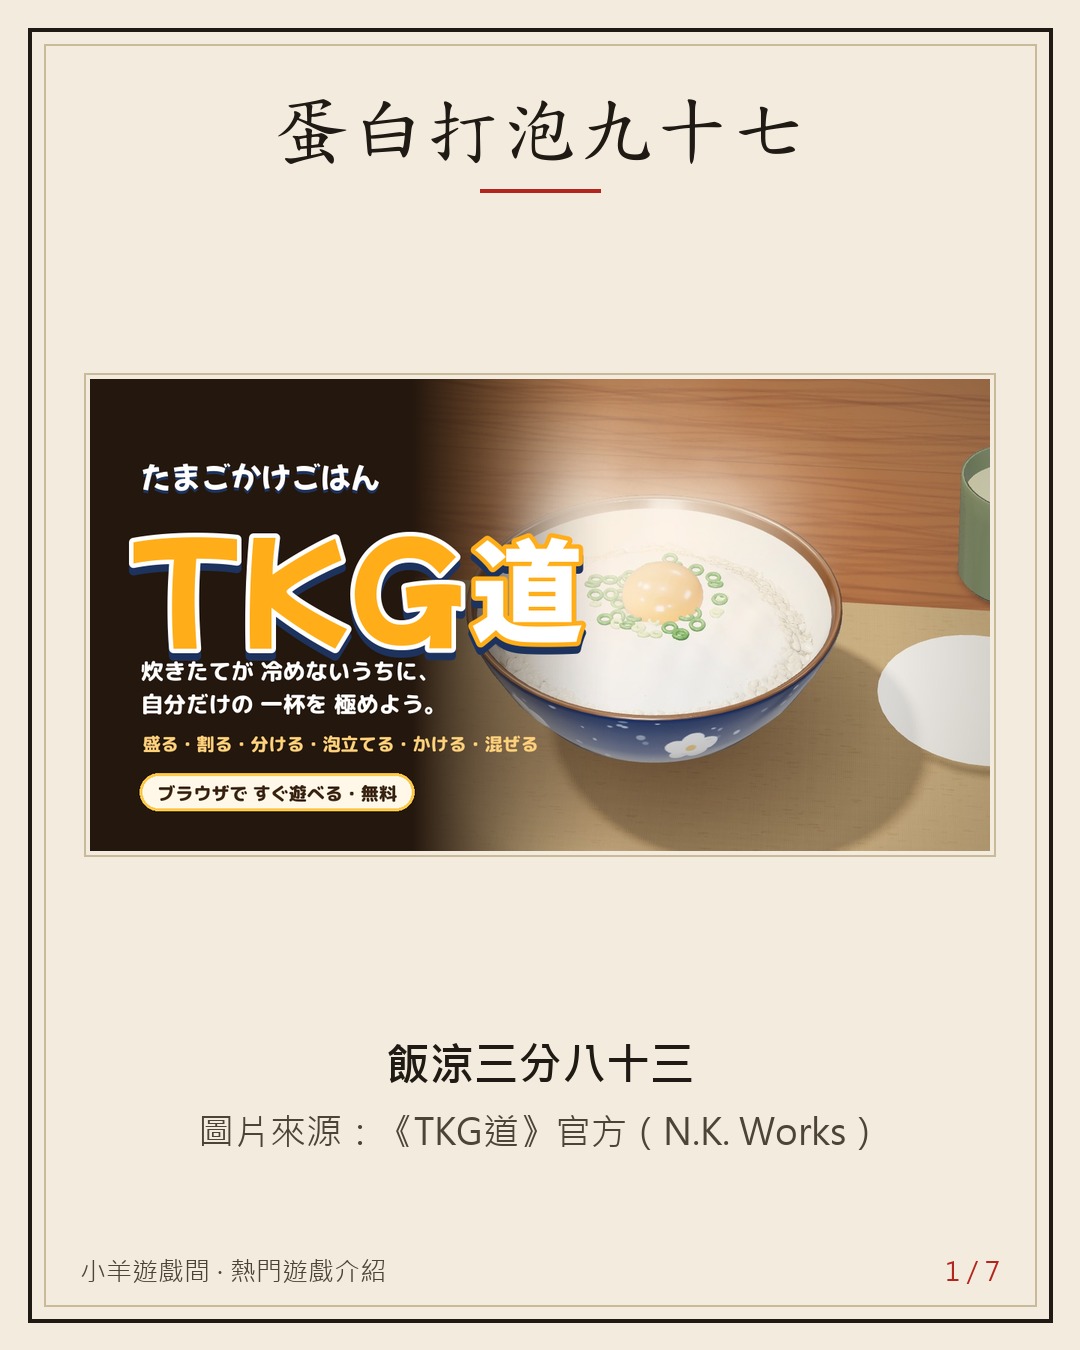 蛋白打泡九十七
たまごかけごはん
TKG道
炊きたてが 冷めないうちに、
自分だけの 一杯を 極めよう。
盛る・割る・分ける・泡立てる・かける・混ぜる
ブラウザで すぐ遊べる・無料
飯涼三分八十三
圖片來源：《TKG道》官方（N.K. Works）
小羊遊戲間 · 熱門遊戲介紹
1 / 7